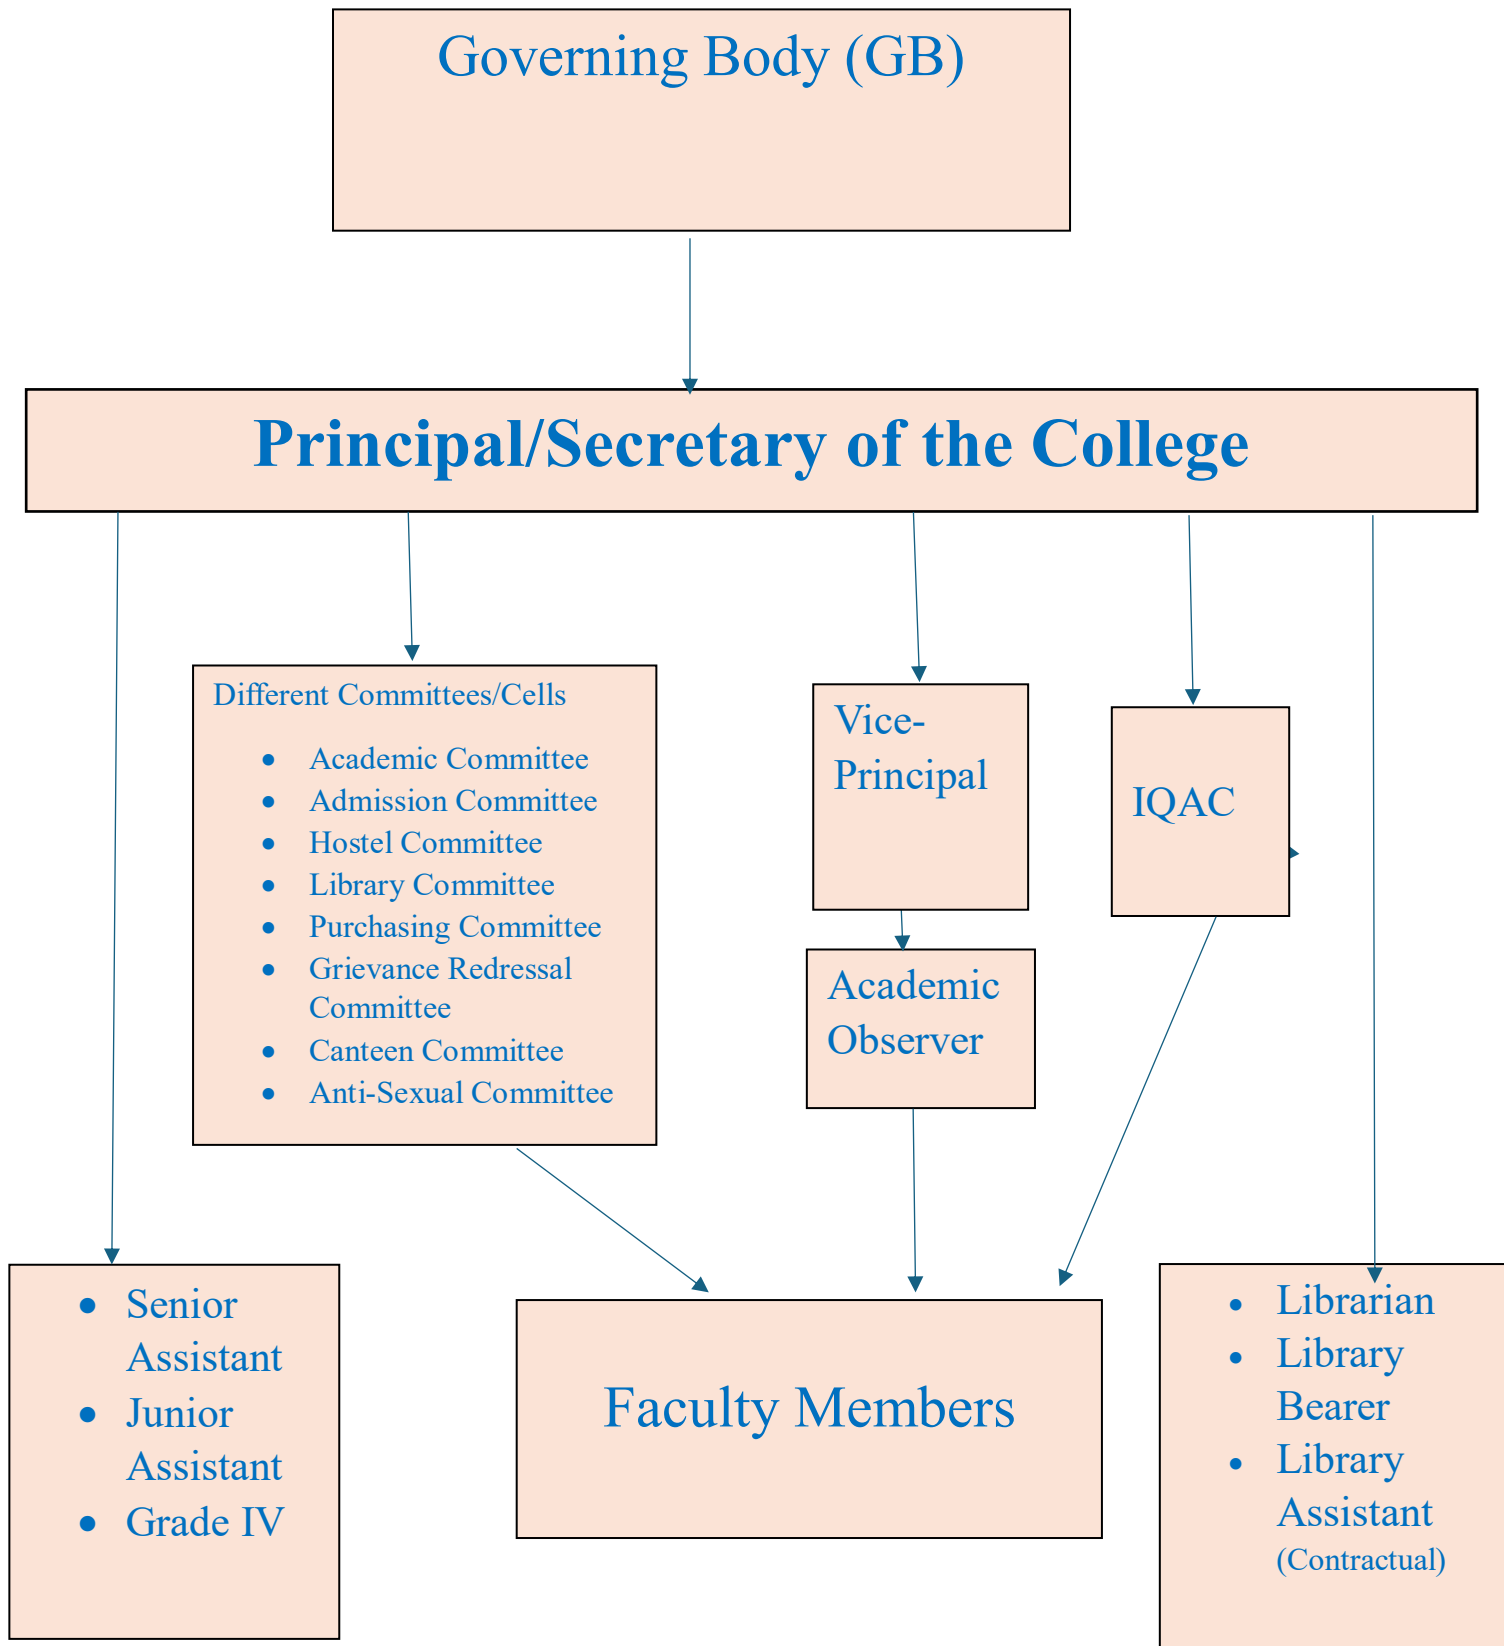 Governing Body (GB)
Principal/Secretary of the College
Different Committees/Cells
• Academic Committee
• Admission Committee
• Hostel Committee
• Library Committee
• Purchasing Committee
• Grievance Redressal
Committee
• Canteen Committee
• Anti-Sexual Committee
Vice-
Principal
IQAC
Academic
Observer
• Senior
Assistant
• Junior
Assistant
• Grade IV
Faculty Members
• Librarian
• Library
Bearer
• Library
Assistant
(Contractual)